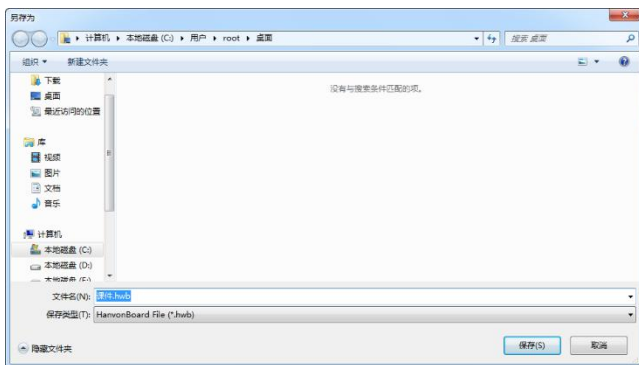 另存为
计算机 本地磁盘 (C:) 用户 root 桌面
搜索 桌面
组织 新建文件夹
下载
桌面
最近访问的位置
没有与搜索条件匹配的项。
库
视频
图片
文档
音乐
计算机
本地磁盘 (C:)
本地磁盘 (D:)
本地磁盘 (E:)
文件名(N): 课件.hwb
保存类型(T): HanvonBoard File (*.hwb)
隐藏文件夹
保存(S) 取消